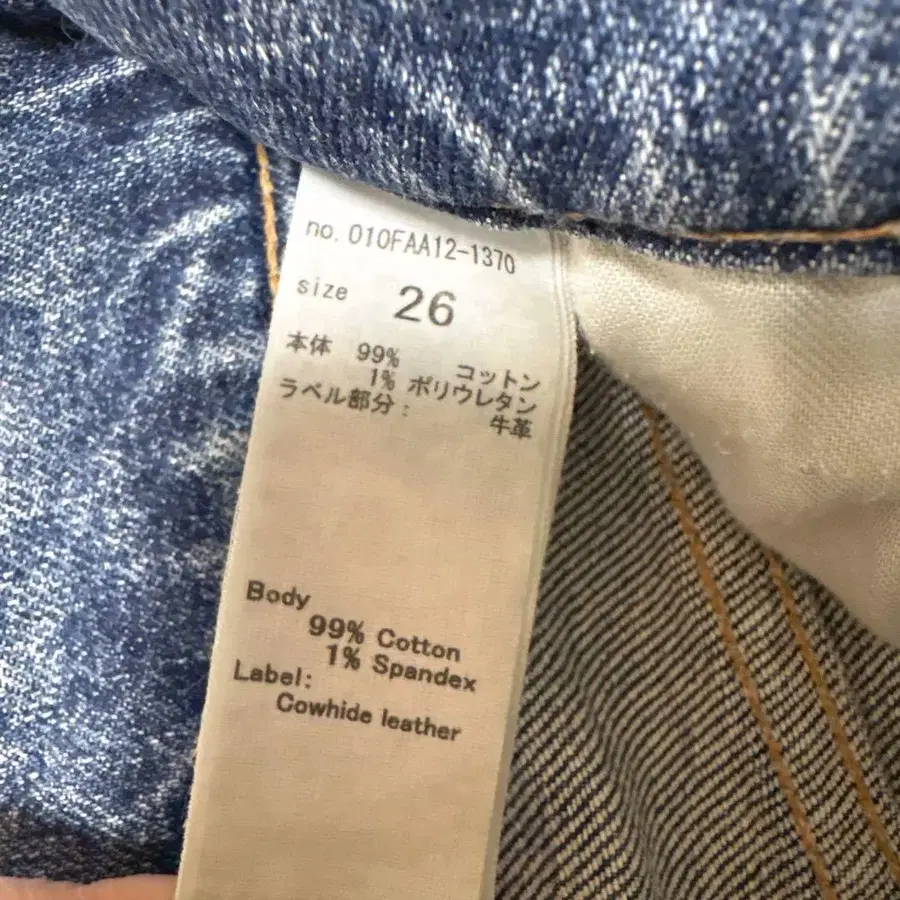 no. 010FAA12-1370
size 26
本体 99% コットン
1% ポリウレタン
ラベル部分: 牛革
Body
99% Cotton
1% Spandex
Label:
Cowhide leather